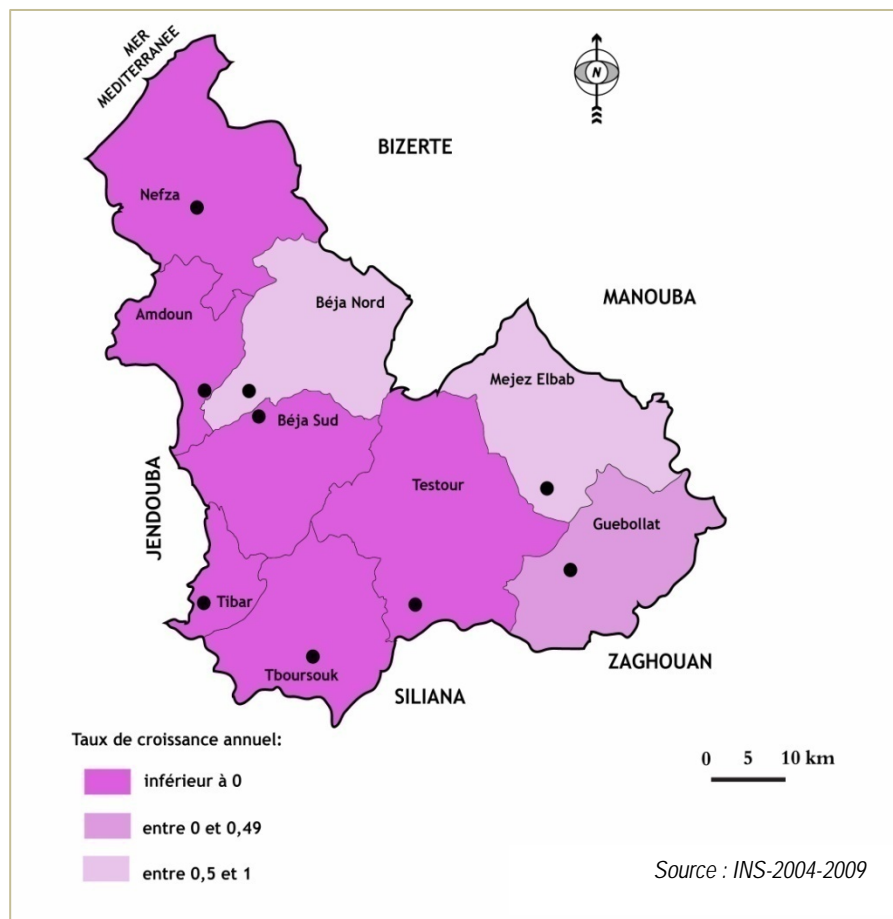 MER
MEDITERRANEE
N
BIZERTE
Nefza
MANOUBA
Béja Nord
Amdoun
Mejez Elbab
Béja Sud
Testour
JENDOUBA
Guebollat
Tibar
ZAGHOUAN
Tboursouk
SILIANA
Taux de croissance annuel:
0 5 10 km
inférieur à 0
entre 0 et 0,49
entre 0,5 et 1
Source : INS-2004-2009